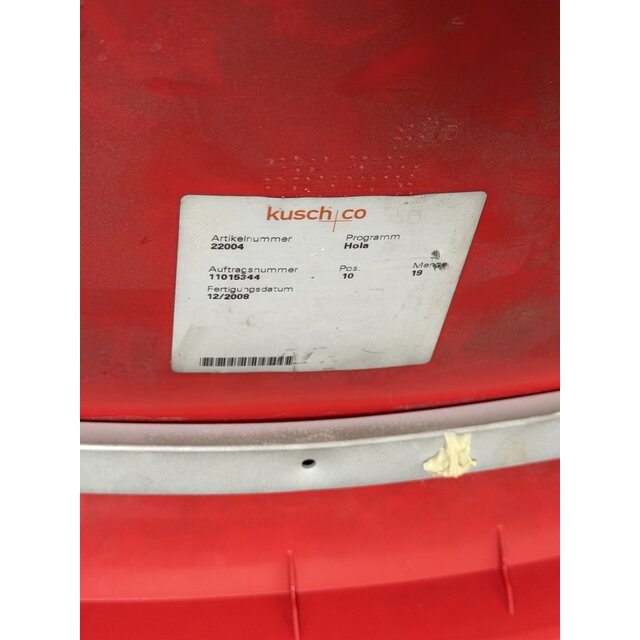 kusch+co
Artikelnummer Programm
22004 Hola
Auftragsnummer Pos. Menge
11015344 10 19
Fertigungsdatum
12/2008